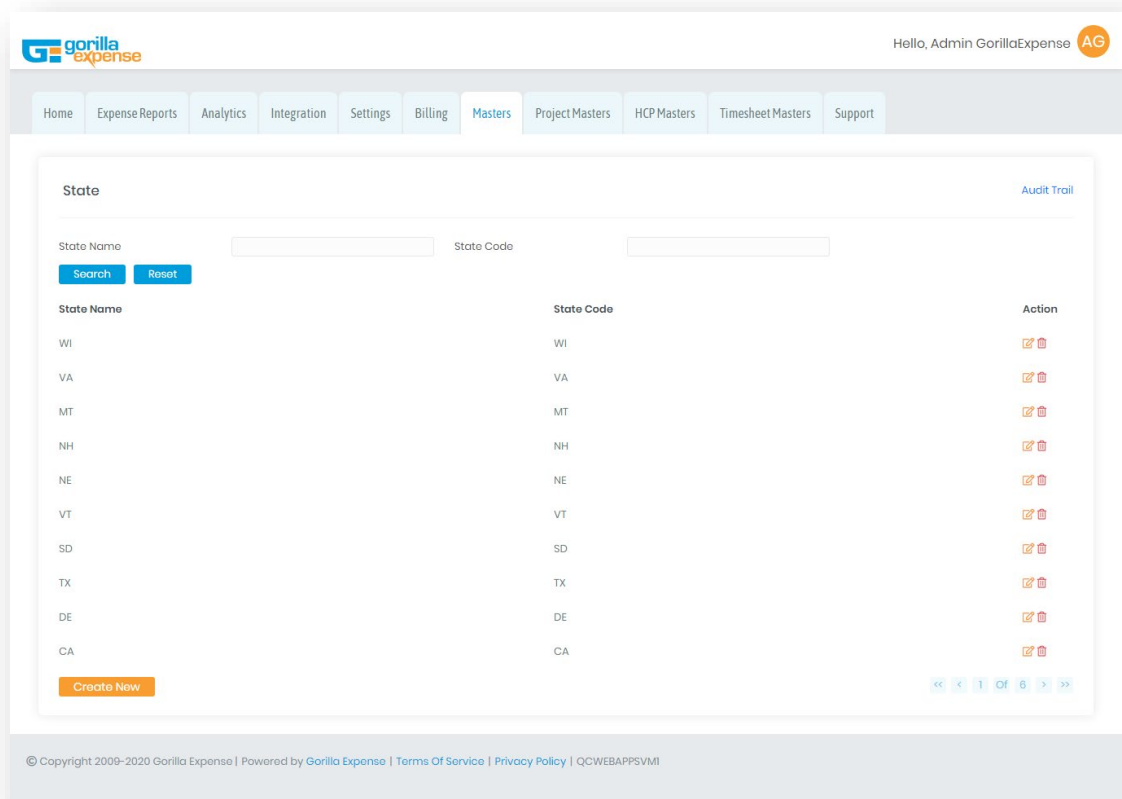 gorilla
expense
Hello, Admin GorillaExpense AG
Home Expense Reports Analytics Integration Settings Billing Masters Project Masters HCP Masters Timesheet Masters Support
State Audit Trail
State Name State Code
Search Reset
State Name State Code Action
WI WI
VA VA
MT MT
NH NH
NE NE
VT VT
SD SD
TX TX
DE DE
CA CA
Create New << < 1 Of 6 > >>
© Copyright 2009-2020 Gorilla Expense | Powered by Gorilla Expense | Terms Of Service | Privacy Policy | QCWEBAPPSVM1